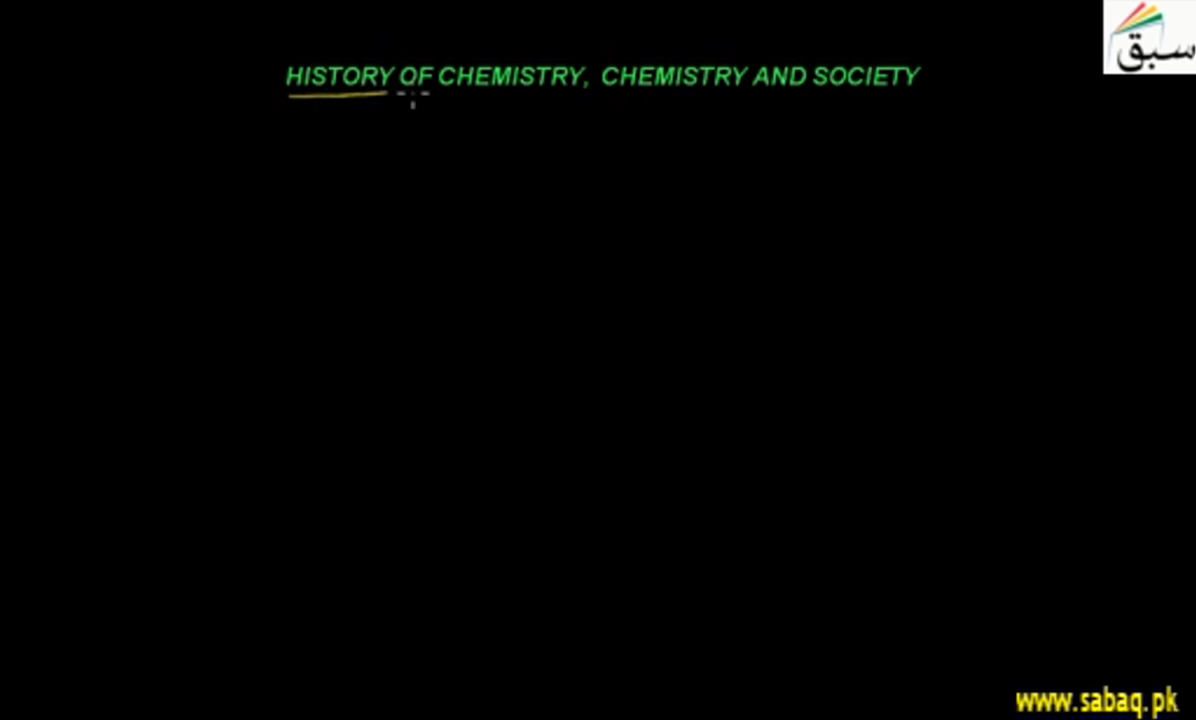 سبق
HISTORY OF CHEMISTRY, CHEMISTRY AND SOCIETY
www.sabaq.pk